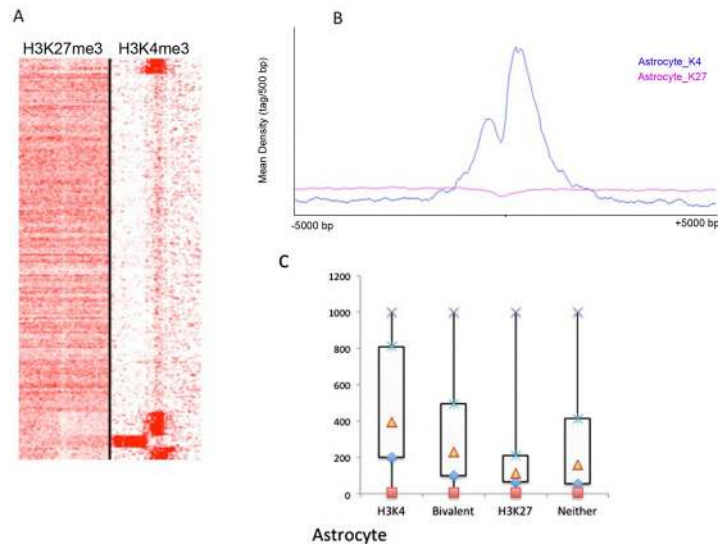 A
H3K27me3 H3K4me3
B
Mean Density (tag/500 bp)
Astrocyte_K4
Astrocyte_K27
-5000 bp
+5000 bp
C
1200
1000
800
600
400
200
0
H3K4 Bivalent H3K27 Neither
Astrocyte